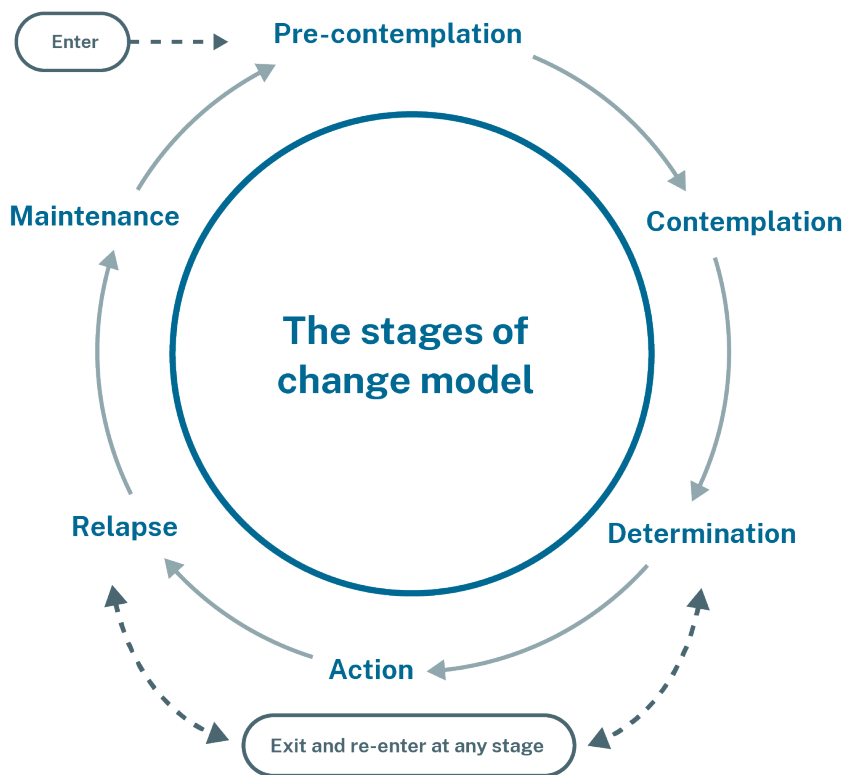 Enter
Pre-contemplation
Maintenance
Contemplation
The stages of
change model
Relapse
Determination
Action
Exit and re-enter at any stage